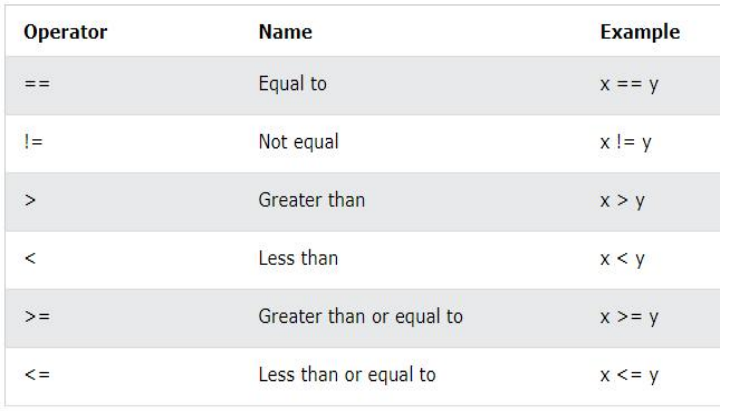 Operator Name Example
== Equal to x == y
!= Not equal x != y
> Greater than x > y
< Less than x < y
>= Greater than or equal to x >= y
<= Less than or equal to x <= y